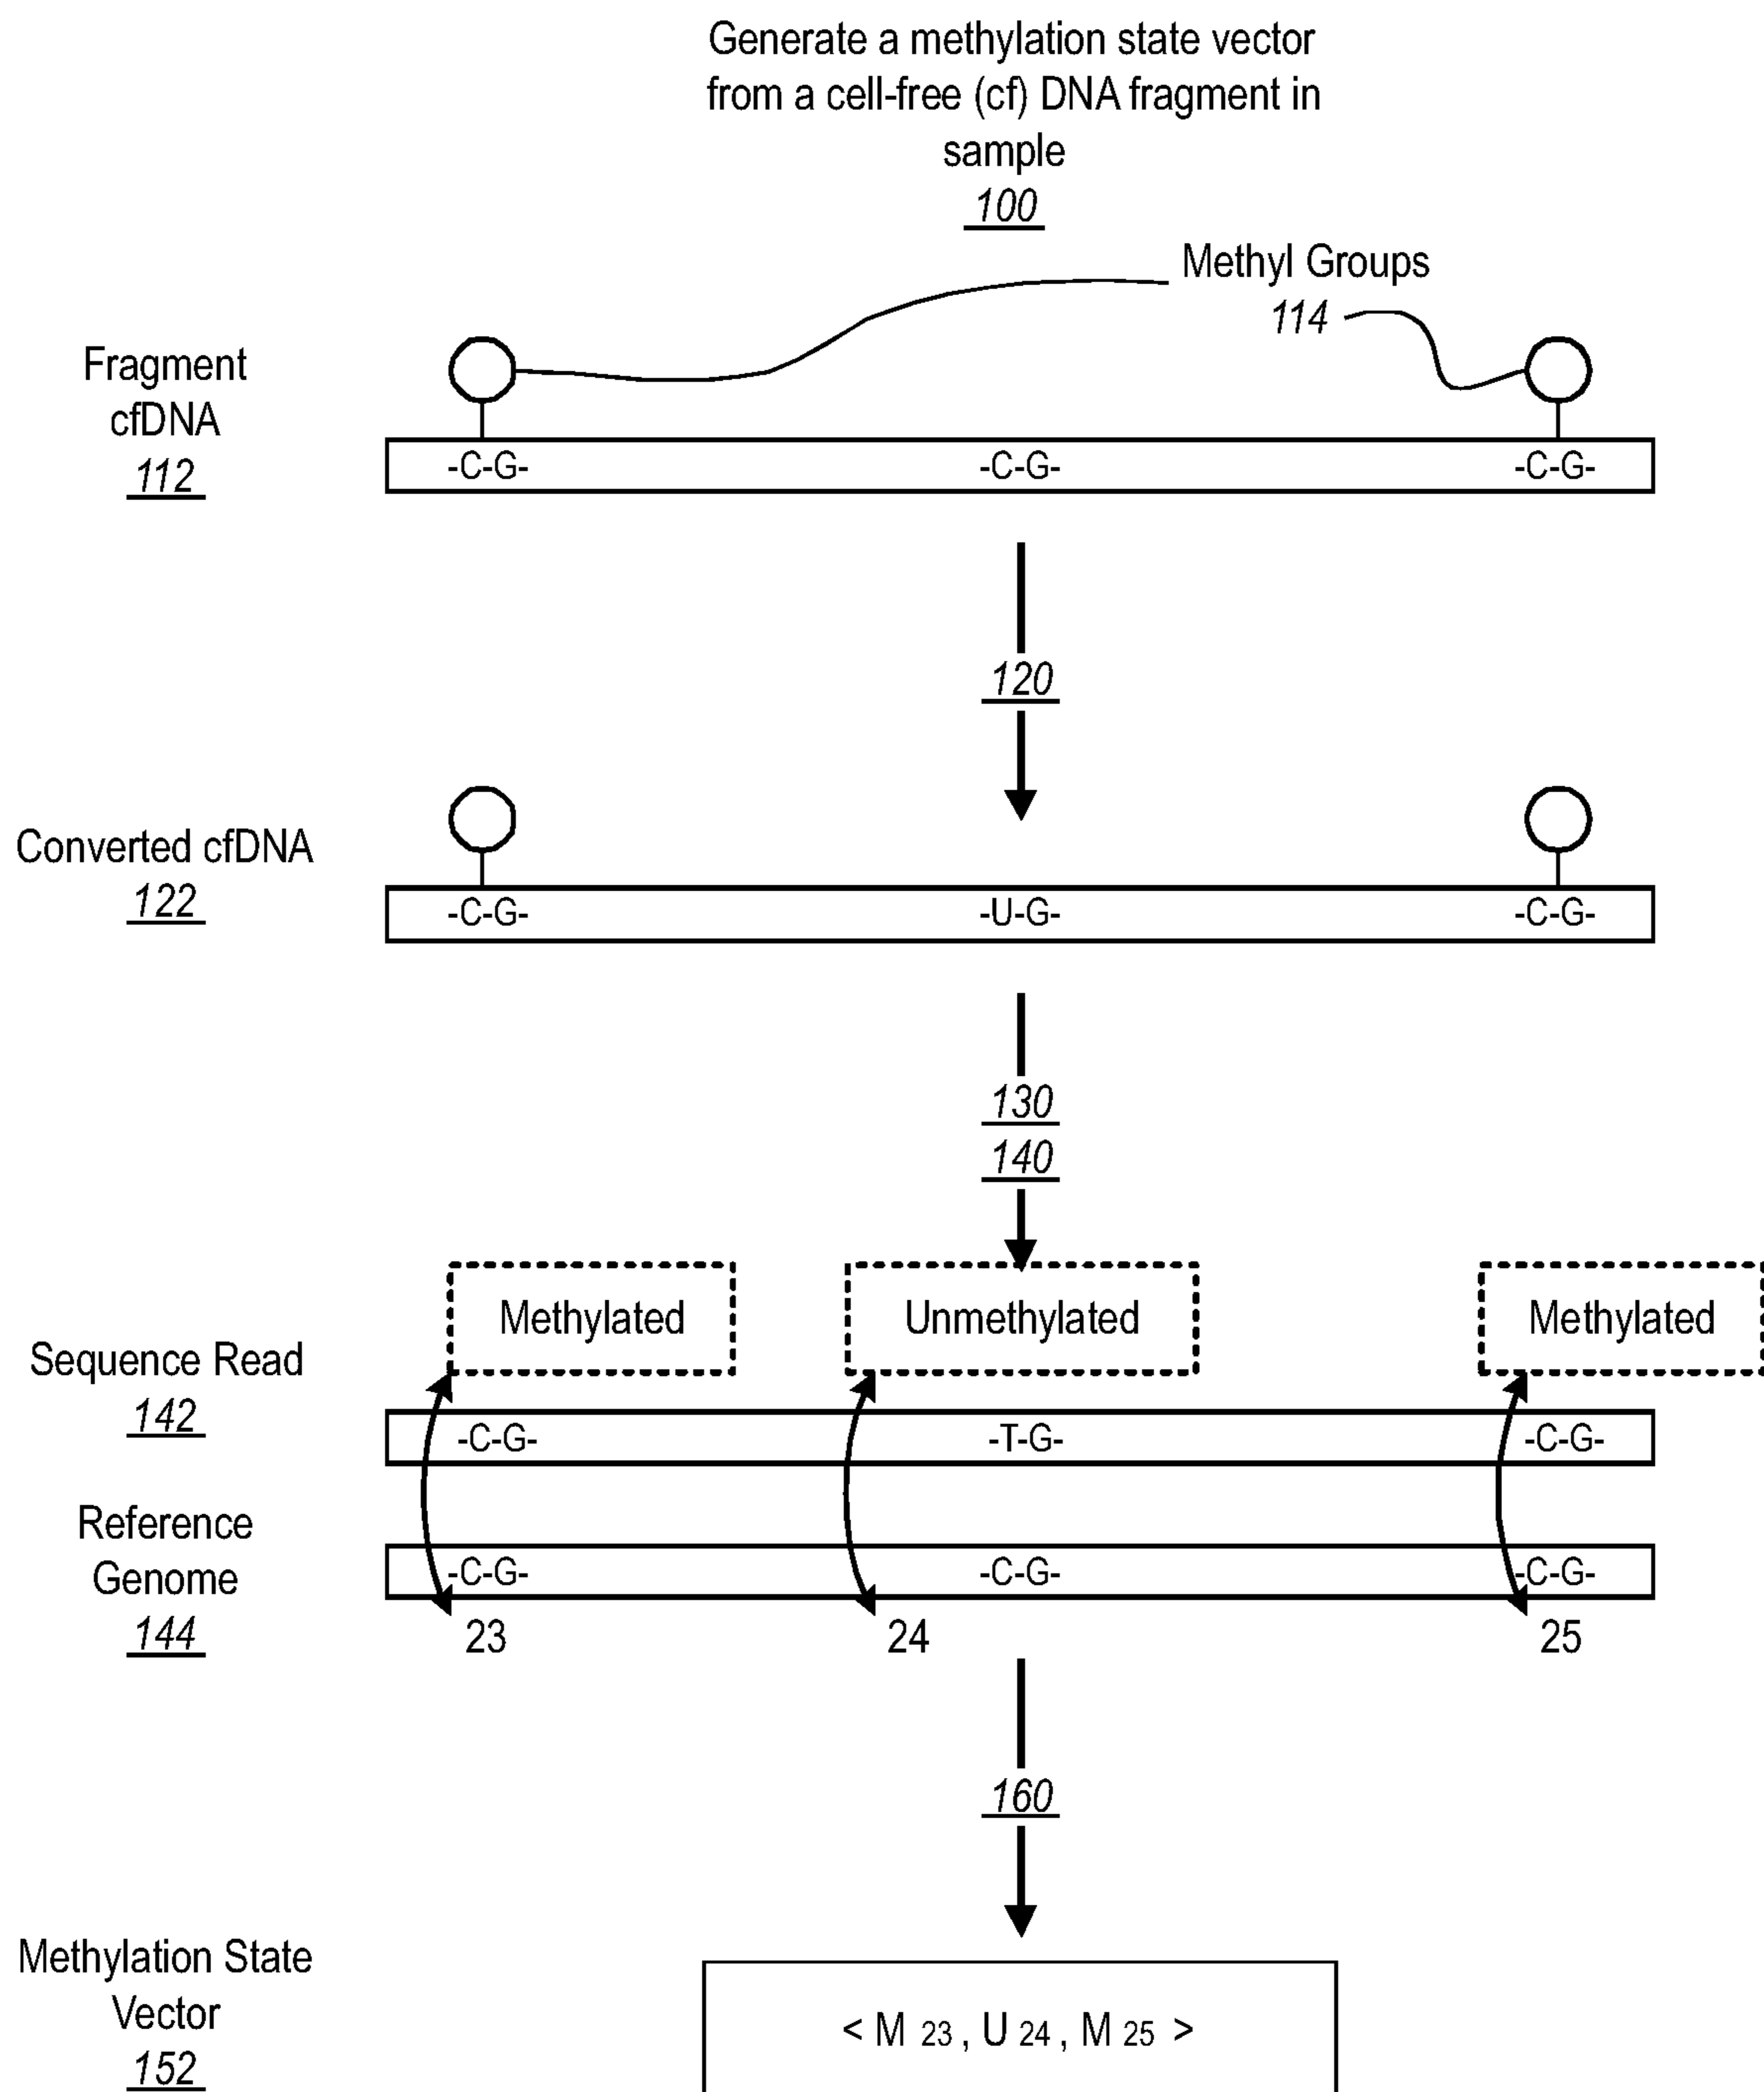 Generate a methylation state vector
from a cell-free (cf) DNA fragment in
sample
100
Methyl Groups
114
Fragment
cfDNA
112
-C-G- -C-G- -C-G-
120
Converted cfDNA
122
-C-G- -U-G- -C-G-
130
140
Methylated Unmethylated Methylated
Sequence Read
142
-C-G- -T-G- -C-G-
Reference
Genome
144
-C-G- -C-G- -C-G-
23 24 25
160
Methylation State
Vector
152
< M 23 , U 24 , M 25 >